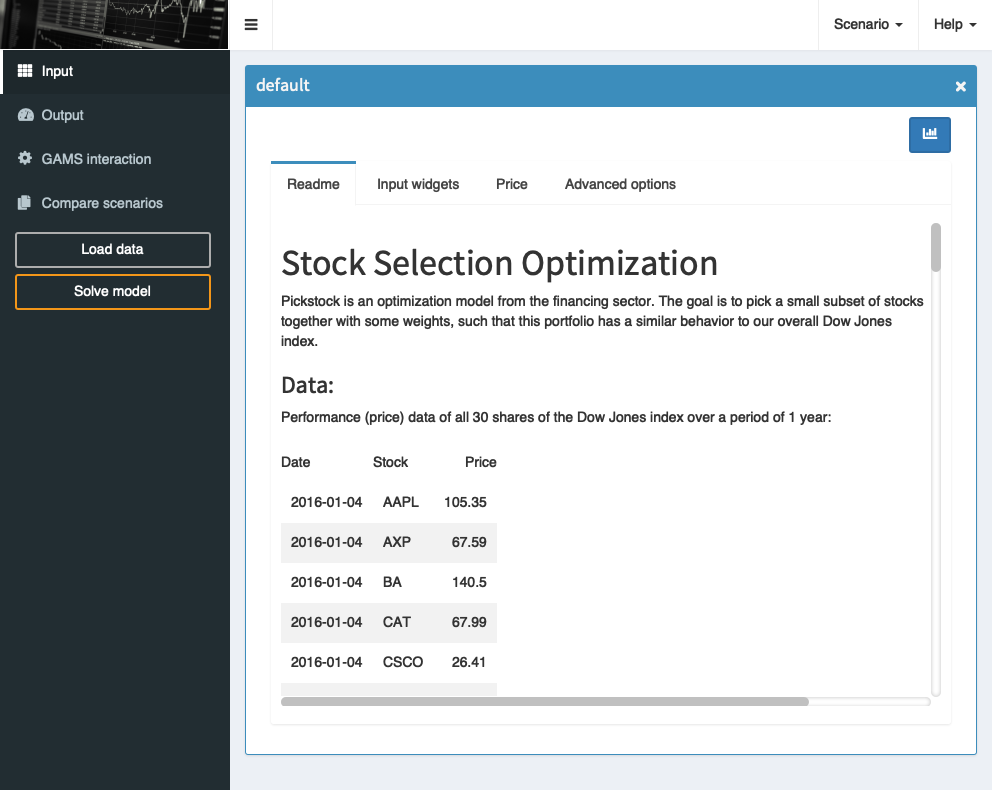 Scenario
Help
Input
Output
GAMS interaction
Compare scenarios
Load data
Solve model
default
Readme
Input widgets
Price
Advanced options
Stock Selection Optimization
Pickstock is an optimization model from the financing sector. The goal is to pick a small subset of stocks
together with some weights, such that this portfolio has a similar behavior to our overall Dow Jones
index.
Data:
Performance (price) data of all 30 shares of the Dow Jones index over a period of 1 year:
Date Stock Price
2016-01-04 AAPL 105.35
2016-01-04 AXP 67.59
2016-01-04 BA 140.5
2016-01-04 CAT 67.99
2016-01-04 CSCO 26.41